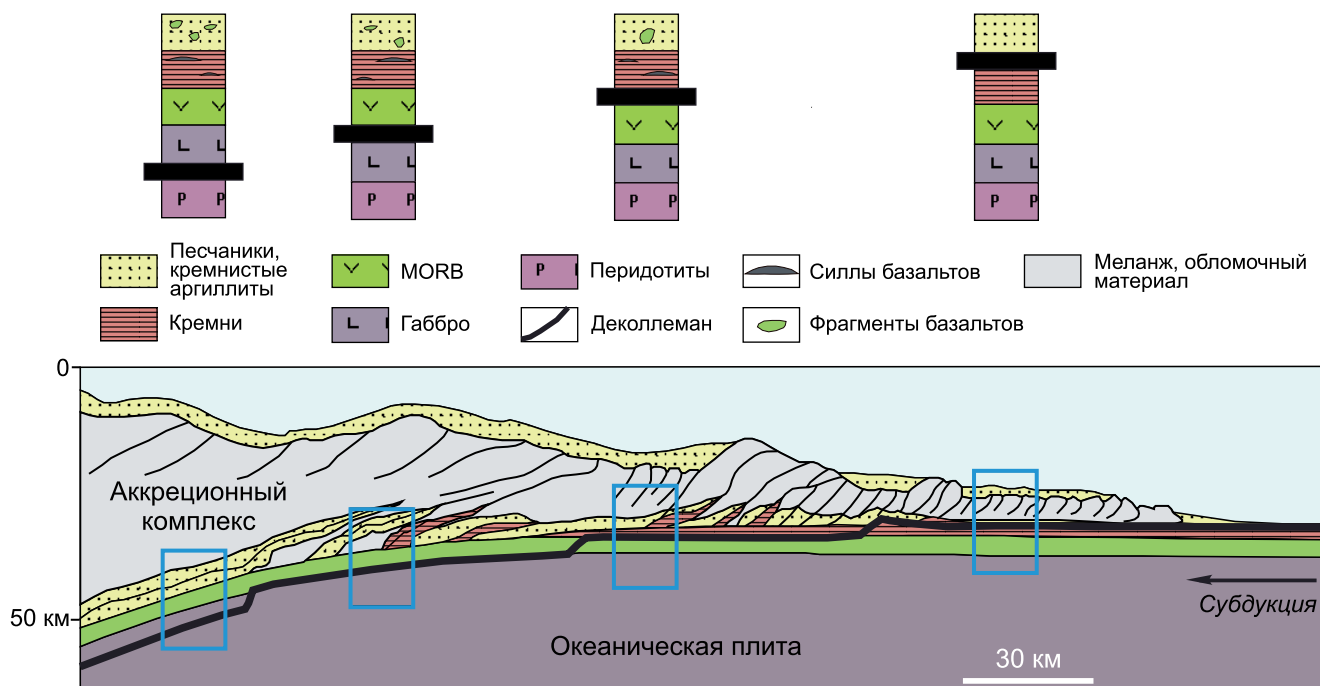 V V
L L
P P
V V
L L
P P
V V
L L
P P
V V
L L
P P
Песчаники,
кремнистые
аргиллиты
V
MORB
P
Перидотиты
Силлы базальтов
Меланж, обломочный
материал
Кремни
L
Габбро
Деколлеман
Фрагменты базальтов
0
Аккреционный
комплекс
50 км
Субдукция
Океаническая плита
30 км